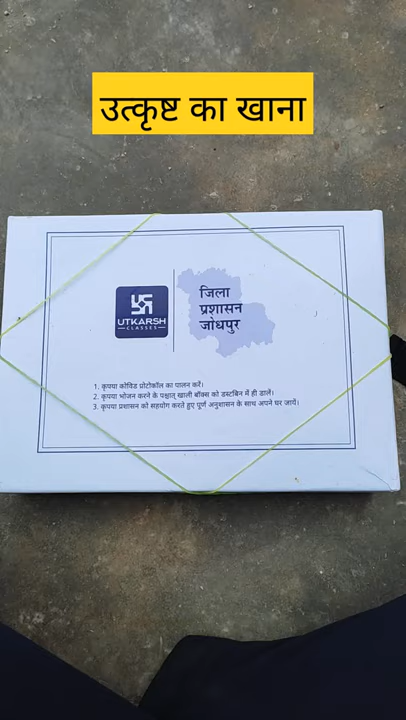 उत्कृष्ट का खाना
UTKARSH
CLASSES
जिला
प्रशासन
जोधपुर
1. कृपया कोविड प्रोटोकॉल का पालन करें।
2. कृपया भोजन करने के पश्चात् खाली बॉक्स को डस्टबिन में ही डालें।
3. कृपया प्रशासन को सहयोग करते हुए पूर्ण अनुशासन के साथ अपने घर जायें।